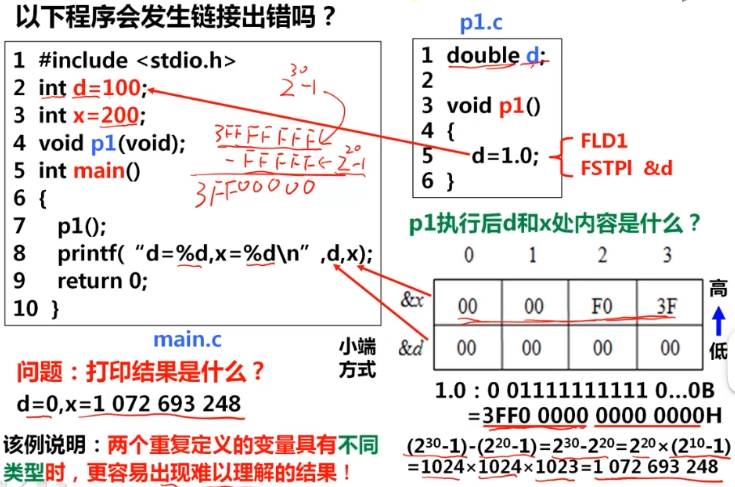 以下程序会发生链接出错吗？
p1.c
1 #include <stdio.h>
2 int d=100;
3 int x=200;
4 void p1(void);
5 int main()
6 {
7 p1();
8 printf( “d=%d,x=%d\n” ,d,x);
9 return 0;
10 }
2^30-1
3FFFFFFF
-FFFFF←2^20-1
3FF00000
1 double d;
2
3 void p1()
4 {
5 d=1.0;
6 }
FLD1
FSTPl &d
p1执行后d和x处内容是什么？
0 1 2 3
&x 00 00 F0 3F 高
&d 00 00 00 00 低
main.c
小端
方式
问题：打印结果是什么？
d=0,x=1 072 693 248
1.0 : 0 01111111111 0...0B
=3FF0 0000 0000 0000H
该例说明：两个重复定义的变量具有不同
类型时，更容易出现难以理解的结果！
(2^30-1)-(2^20-1)=2^30-2^20=2^20×(2^10-1)
=1024×1024×1023=1 072 693 248